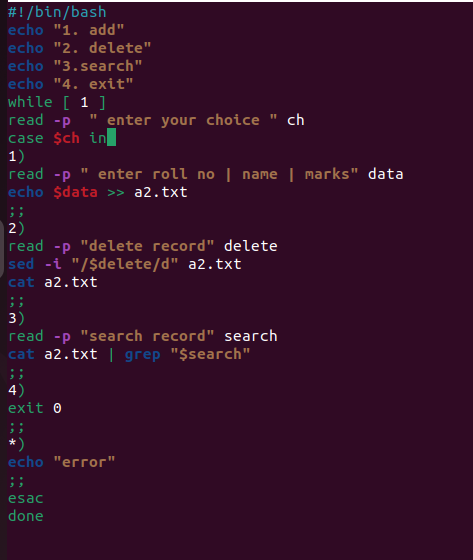 #!/bin/bash
echo "1. add"
echo "2. delete"
echo "3.search"
echo "4. exit"
while [ 1 ]
read -p  " enter your choice " ch
case $ch in
1)
read -p " enter roll no | name | marks" data
echo $data >> a2.txt
;;
2)
read -p "delete record" delete
sed -i "/$delete/d" a2.txt
cat a2.txt
;;
3)
read -p "search record" search
cat a2.txt | grep "$search"
;;
4)
exit 0
;;
*)
echo "error"
;;
esac
done